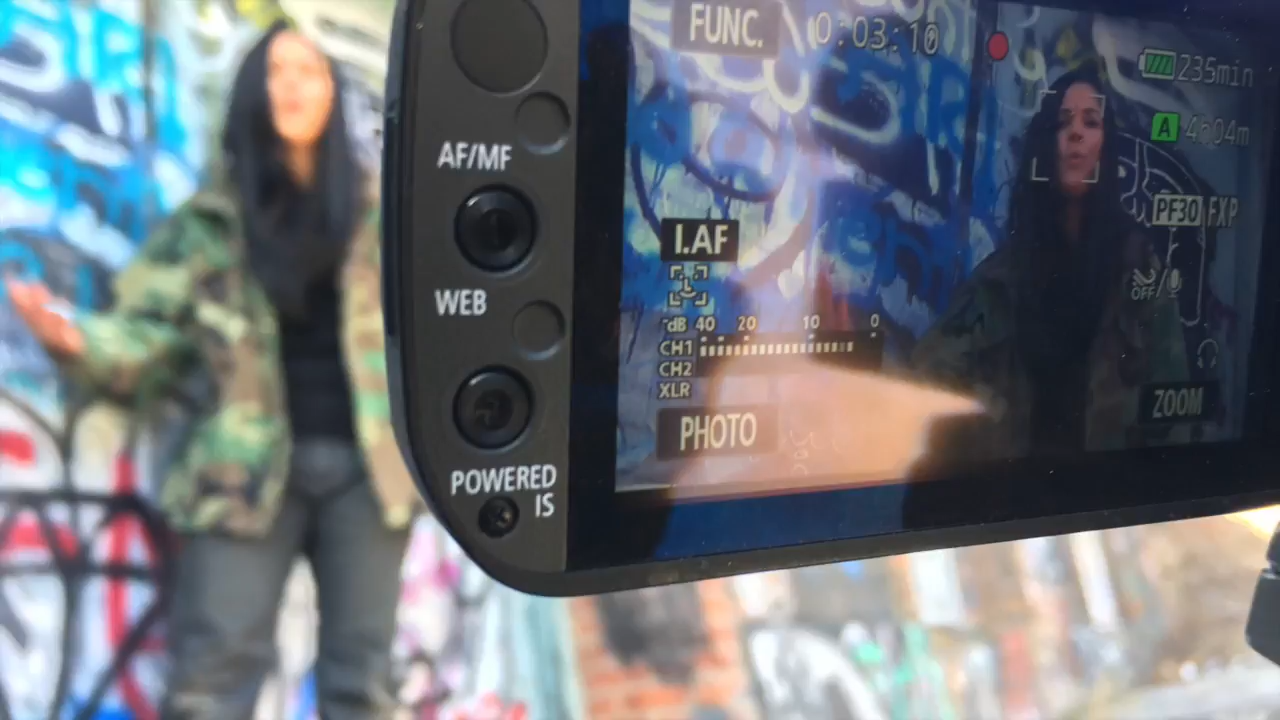 FUNC.
0:03:10
235min
A 4h04m
AF/MF
PF30 FXP
I.AF
WEB
OFF/
-dB 40 20 10 0
CH1
CH2
XLR
ZOOM
PHOTO
POWERED
IS